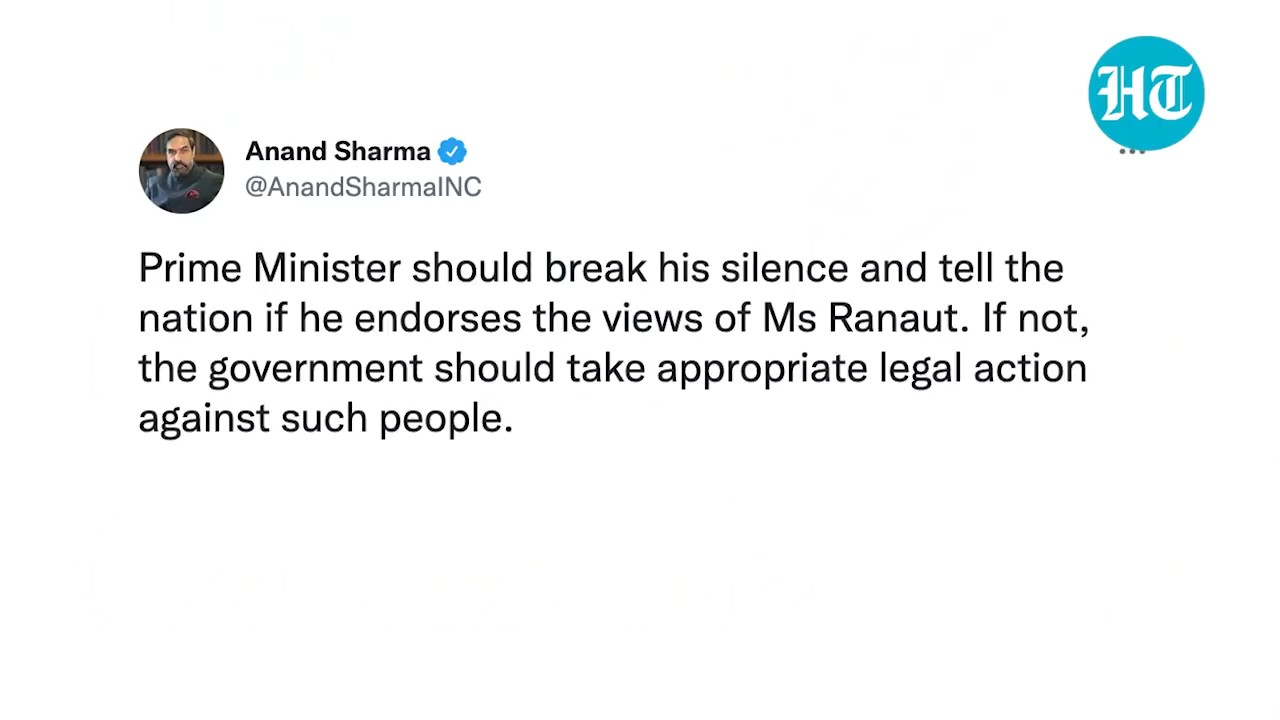 HT
Anand Sharma
@AnandSharmaINC
Prime Minister should break his silence and tell the
nation if he endorses the views of Ms Ranaut. If not,
the government should take appropriate legal action
against such people.